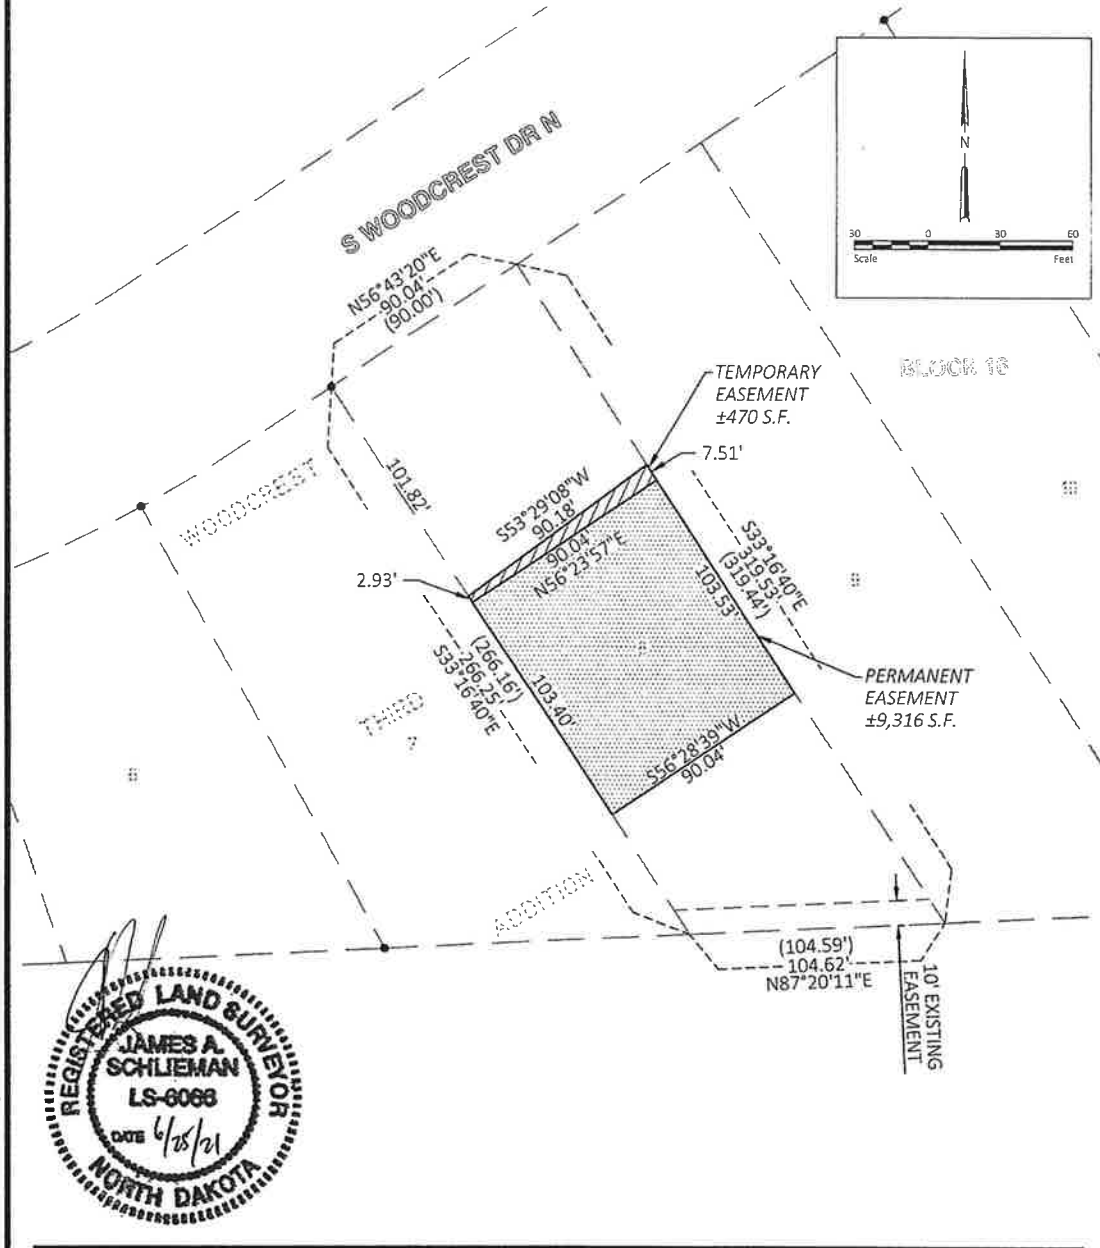 S WOODCREST DR N
N
30 0 30 60
Scale Feet
N56°43'20"E
90.04'
(90.00')
BLOCK 16
TEMPORARY
EASEMENT
±470 S.F.
7.51'
WOODCREST
101.82'
S53°29'08"W
90.18'
90.04'
N56°23'57"E
2.93'
S33°16'40"E
319.53'
(319.44')
103.53'
10
9
8
(266.16')
266.25'
S33°16'40"E
103.40'
PERMANENT
EASEMENT
±9,316 S.F.
THIRD
7
6
S56°28'39"W
90.04'
ADDITION
(104.59')
104.62'
N87°20'11"E
10' EXISTING
EASEMENT
REGISTERED LAND SURVEYOR
JAMES A.
SCHLIEMAN
LS-6066
DATE 6/25/21
NORTH DAKOTA